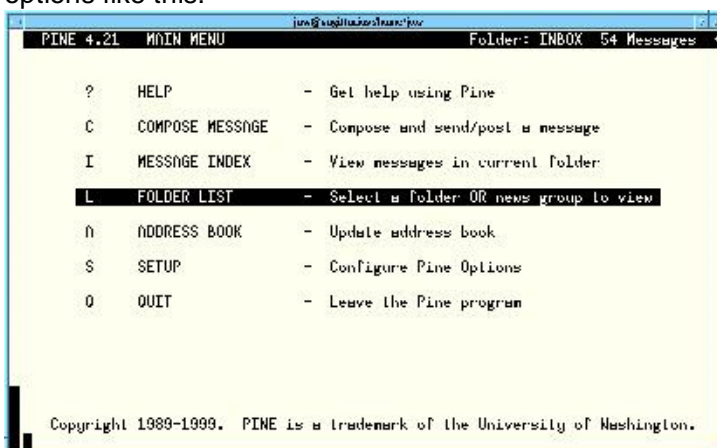 options like this:
PINE 4.21 MAIN MENU Folder: INBOX 54 Messages
? HELP - Get help using Pine
C COMPOSE MESSAGE - Compose and send/post a message
I MESSAGE INDEX - View messages in current folder
L FOLDER LIST - Select a folder OR news group to view
A ADDRESS BOOK - Update address book
S SETUP - Configure Pine Options
Q QUIT - Leave the Pine program
Copyright 1989-1999. PINE is a trademark of the University of Washington.